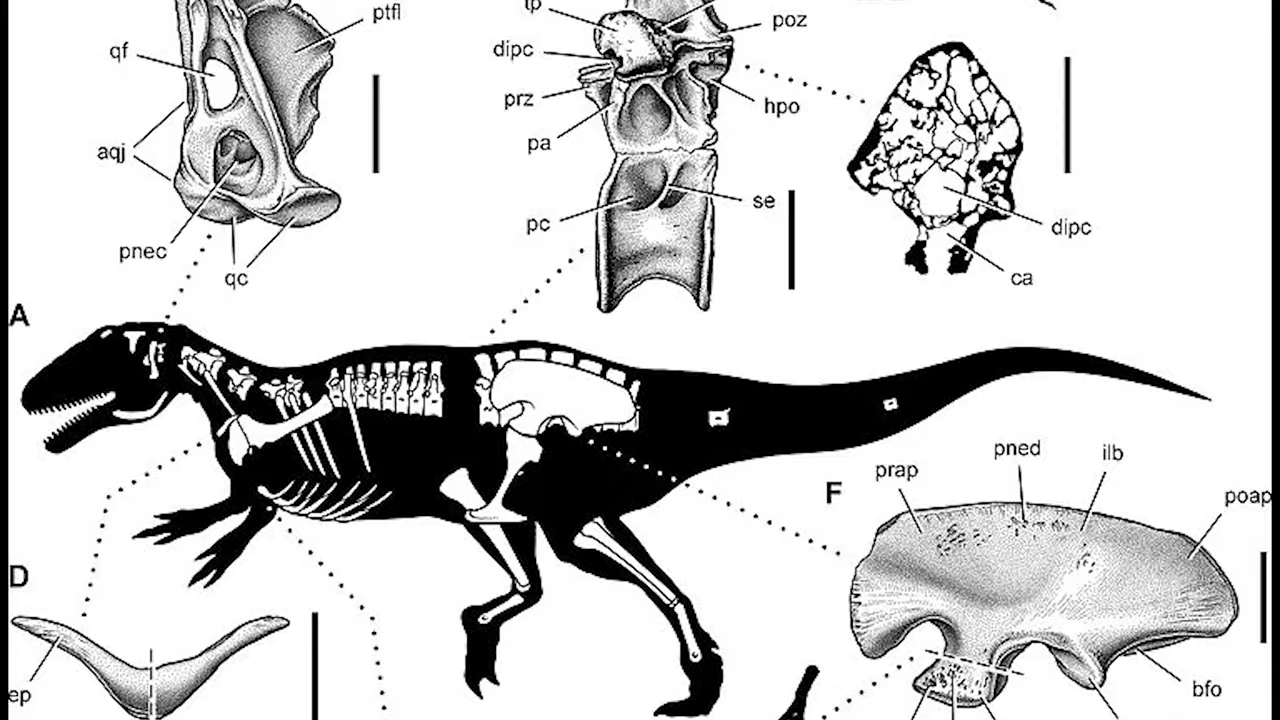 ptfl
qf
aqj
pnec
qc
tp
poz
dipc
prz
hpo
pa
pc
se
dipc
ca
A
D
ep
F
prap
pned
ilb
poap
bfo